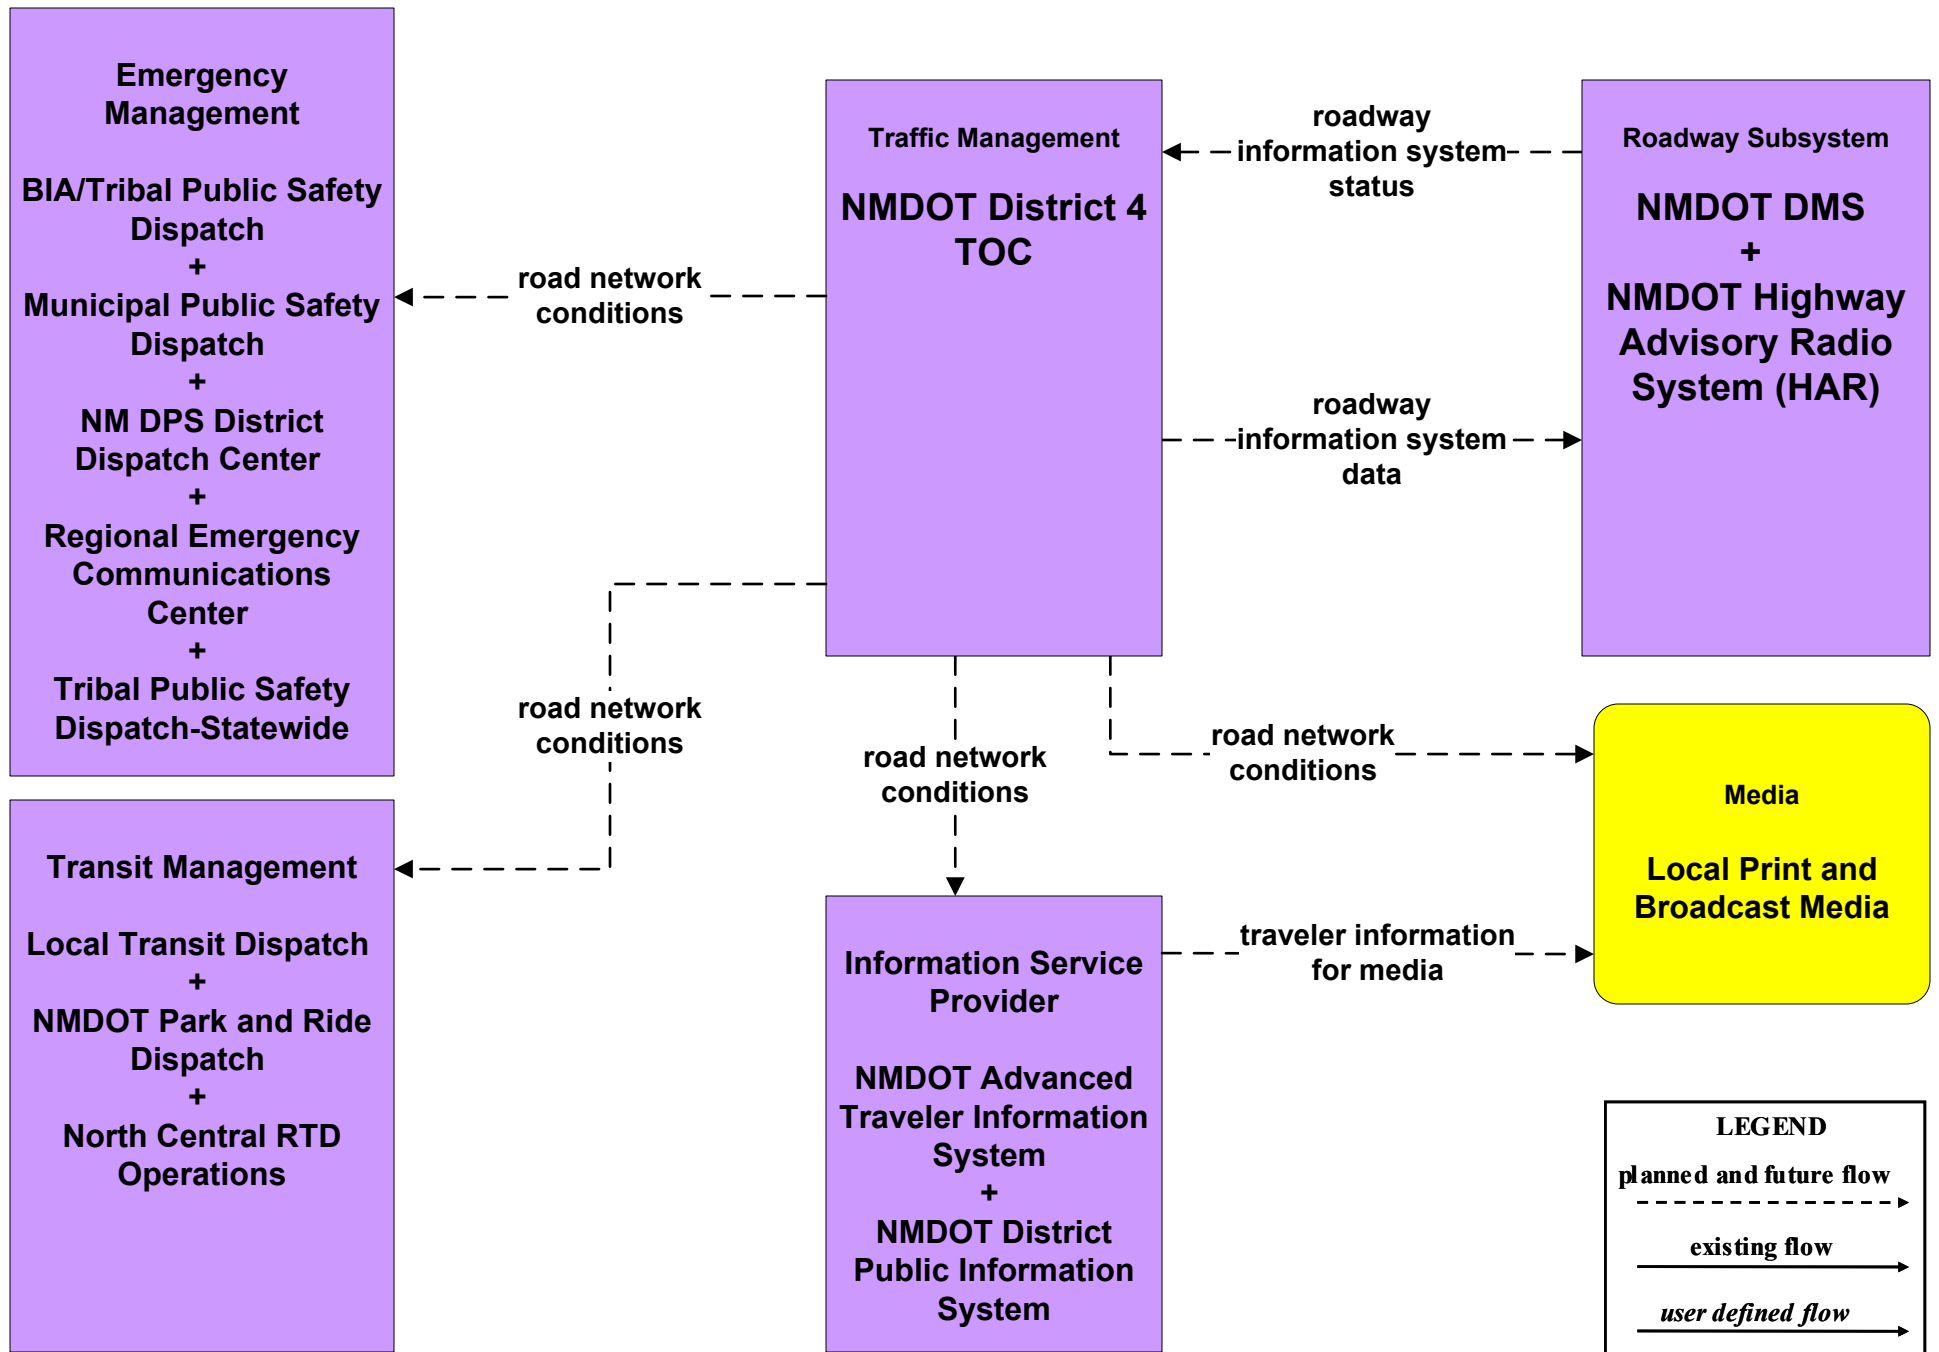 Emergency
Management
BIA/Tribal Public Safety
Dispatch
+
Municipal Public Safety
Dispatch
+
NM DPS District
Dispatch Center
+
Regional Emergency
Communications
Center
+
Tribal Public Safety
Dispatch-Statewide
Transit Management
Local Transit Dispatch
+
NMDOT Park and Ride
Dispatch
+
North Central RTD
Operations
road network
conditions
road network
conditions
Traffic Management
NMDOT District 4
TOC
road network
conditions
Information Service
Provider
NMDOT Advanced
Traveler Information
System
+
NMDOT District
Public Information
System
roadway
information system
status
roadway
information system
data
road network
conditions
traveler information
for media
Roadway Subsystem
NMDOT DMS
+
NMDOT Highway
Advisory Radio
System (HAR)
Media
Local Print and
Broadcast Media
LEGEND
planned and future flow
existing flow
user defined flow